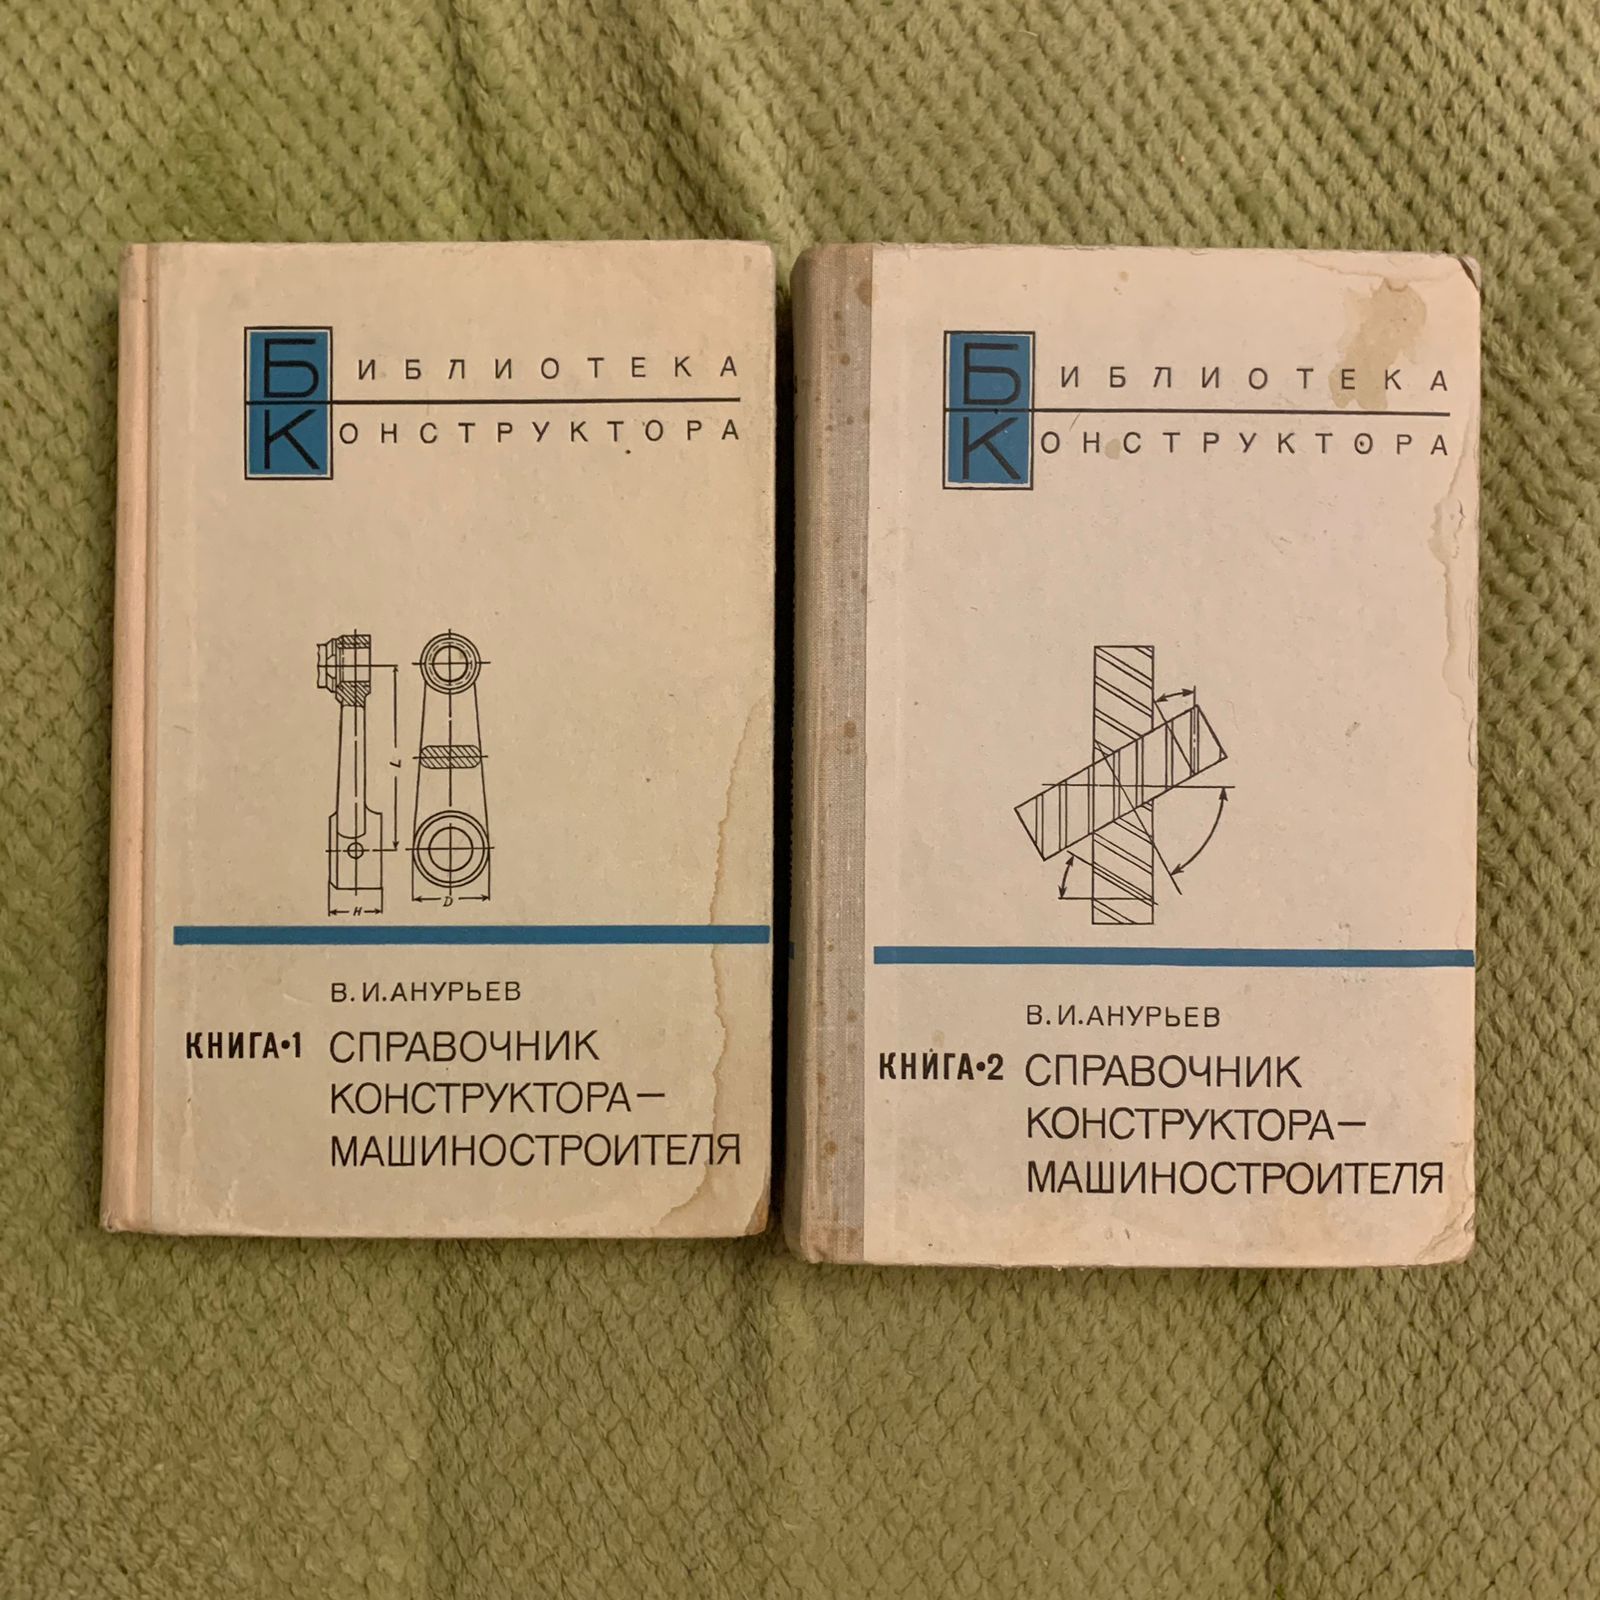 БИБЛИОТЕКА
КОНСТРУКТОРА
L
H
D
В.И.АНУРЬЕВ
КНИГА•1 СПРАВОЧНИК
КОНСТРУКТОРА—
МАШИНОСТРОИТЕЛЯ
БИБЛИОТЕКА
КОНСТРУКТОРА
В.И.АНУРЬЕВ
КНИГА•2 СПРАВОЧНИК
КОНСТРУКТОРА—
МАШИНОСТРОИТЕЛЯ